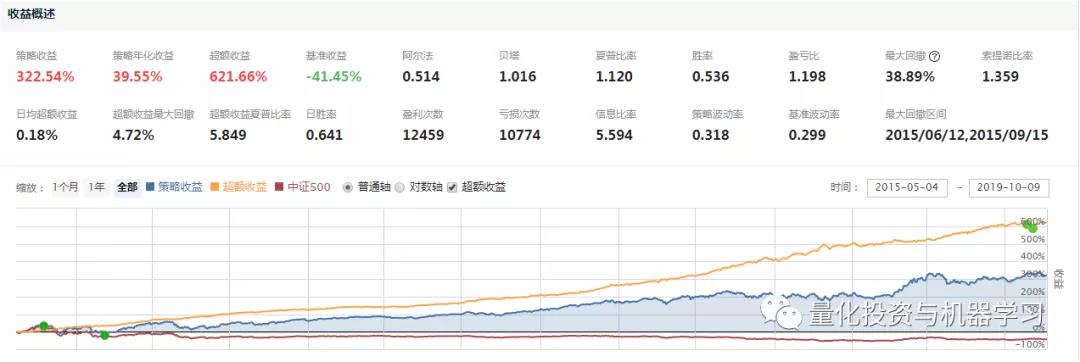 收益概述
策略收益 策略年化收益 超额收益 基准收益 阿尔法 贝塔 夏普比率 胜率 盈亏比 最大回撤 ? 索提诺比率
322.54% 39.55% 621.66% -41.45% 0.514 1.016 1.120 0.536 1.198 38.89% 1.359
日均超额收益 超额收益最大回撤 超额收益夏普比率 日胜率 盈利次数 亏损次数 信息比率 策略波动率 基准波动率 最大回撤区间
0.18% 4.72% 5.849 0.641 12459 10774 5.594 0.318 0.299 2015/06/12,2015/09/15
缩放： 1个月 1年 全部 策略收益 超额收益 中证500 普通轴 对数轴 超额收益 时间： 2015-05-04 - 2019-10-09
600%
500%
400%
300%
200%
100%
0%
-100%
收益
量化投资与机器学习